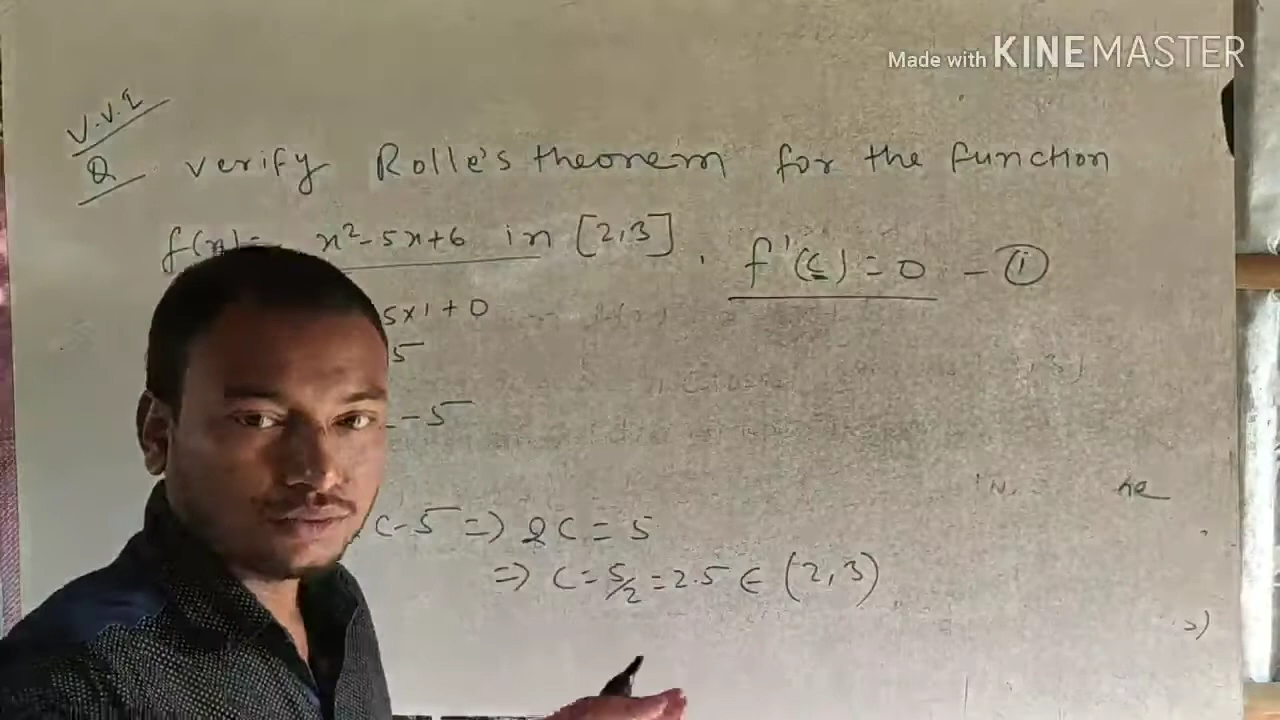 Made with KINEMASTER
V.V.I
Q. verify Rolle's theorem for the function
f(x)= x²-5x+6 in [2,3]. f'(c)=0 - ①
5x1+0
5
-5
c-5 => 2c=5
=> c=5/2=2.5 ∈ (2,3)